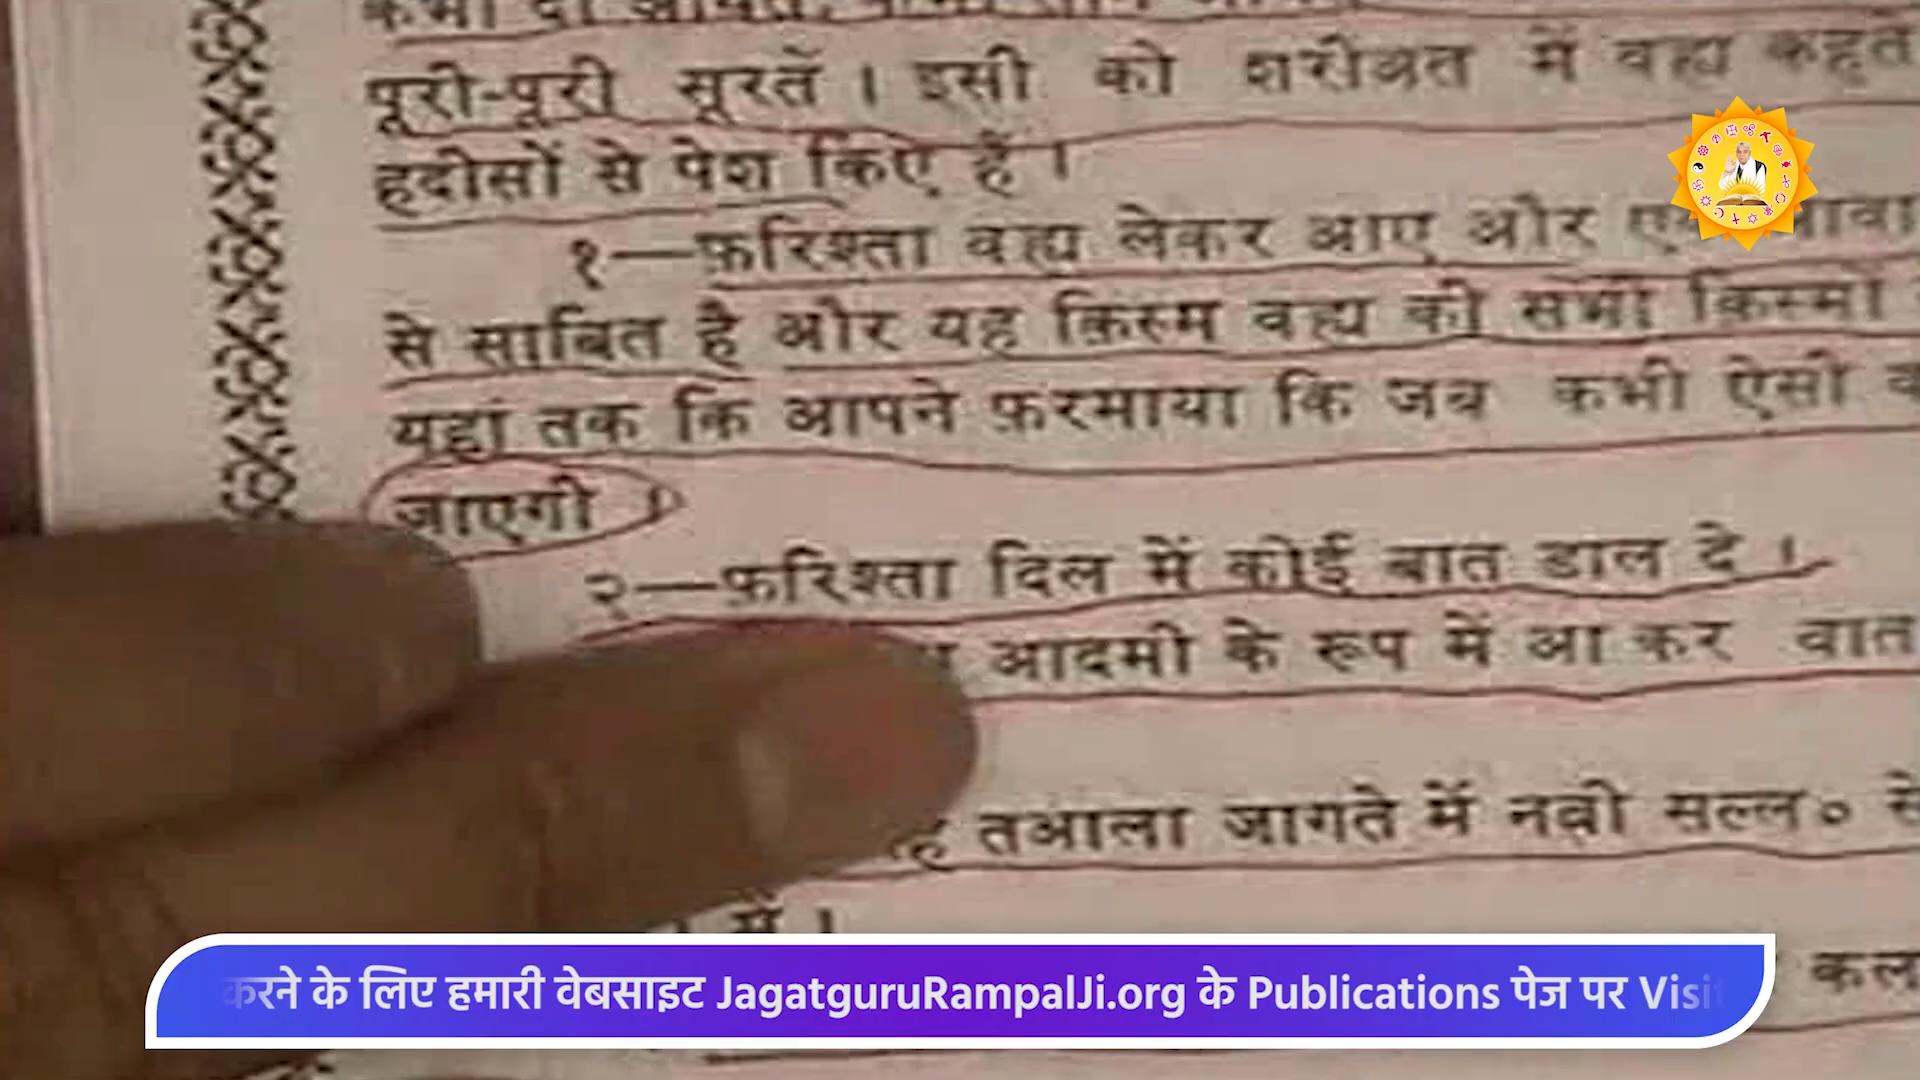 पूरी-पूरी सूरतें । इसी को शरीअत में वह्य कहते
हदीसों से पेश किए हैं ।
१—फ़रिश्ता वह्य लेकर आए और
से साबित है और यह क़िस्म वह्य की सभी क़िस्मों
यहां तक कि आपने फ़रमाया कि जब कभी ऐसी
जाएगी ।
२—फ़रिश्ता दिल में कोई बात डाल दे ।
आदमी के रूप में आ कर बात
तआला जागते में नबी सल्ल० से
में ।
करने के लिए हमारी वेबसाइट JagatguruRampalJi.org के Publications पेज पर Visit